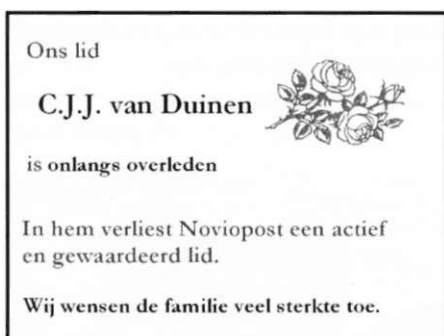 Ons lid
C.J.J. van Duinen
is onlangs overleden
In hem verliest Noviopost een actief
en gewaardeerd lid.
Wij wensen de familie veel sterkte toe.